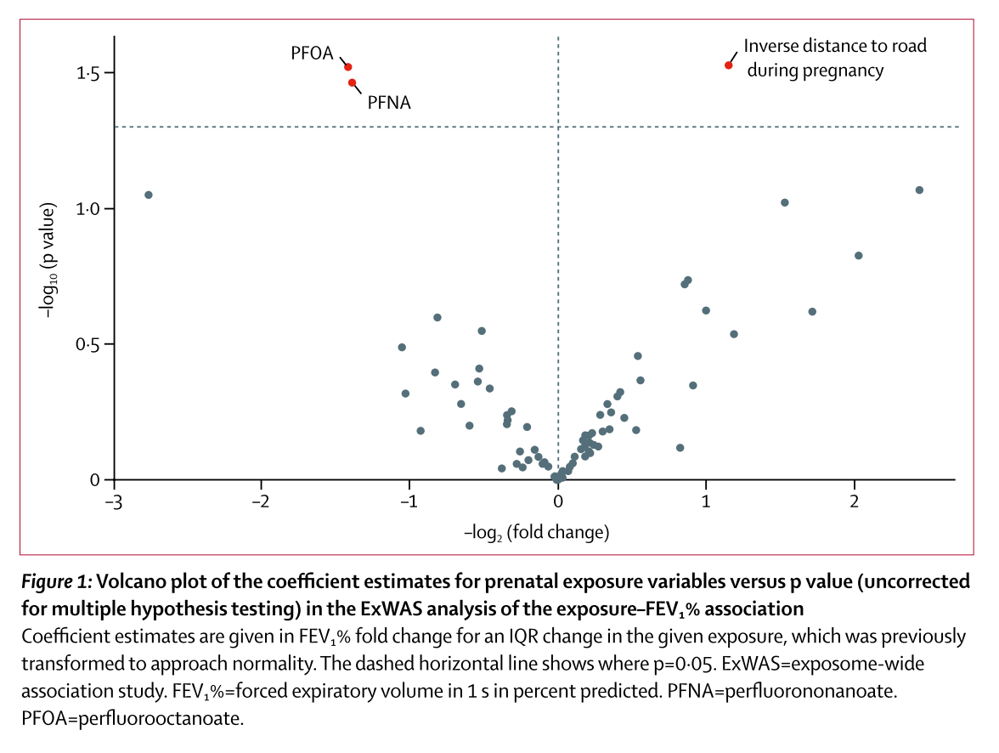 PFOA
PFNA
Inverse distance to road
during pregnancy
1·5
1·0
0·5
0
–log₁₀ (p value)
–3
–2
–1
0
1
2
–log₂ (fold change)
Figure 1: Volcano plot of the coefficient estimates for prenatal exposure variables versus p value (uncorrected
for multiple hypothesis testing) in the ExWAS analysis of the exposure–FEV₁% association
Coefficient estimates are given in FEV₁% fold change for an IQR change in the given exposure, which was previously
transformed to approach normality. The dashed horizontal line shows where p=0·05. ExWAS=exposome-wide
association study. FEV₁%=forced expiratory volume in 1 s in percent predicted. PFNA=perfluorononanoate.
PFOA=perfluorooctanoate.